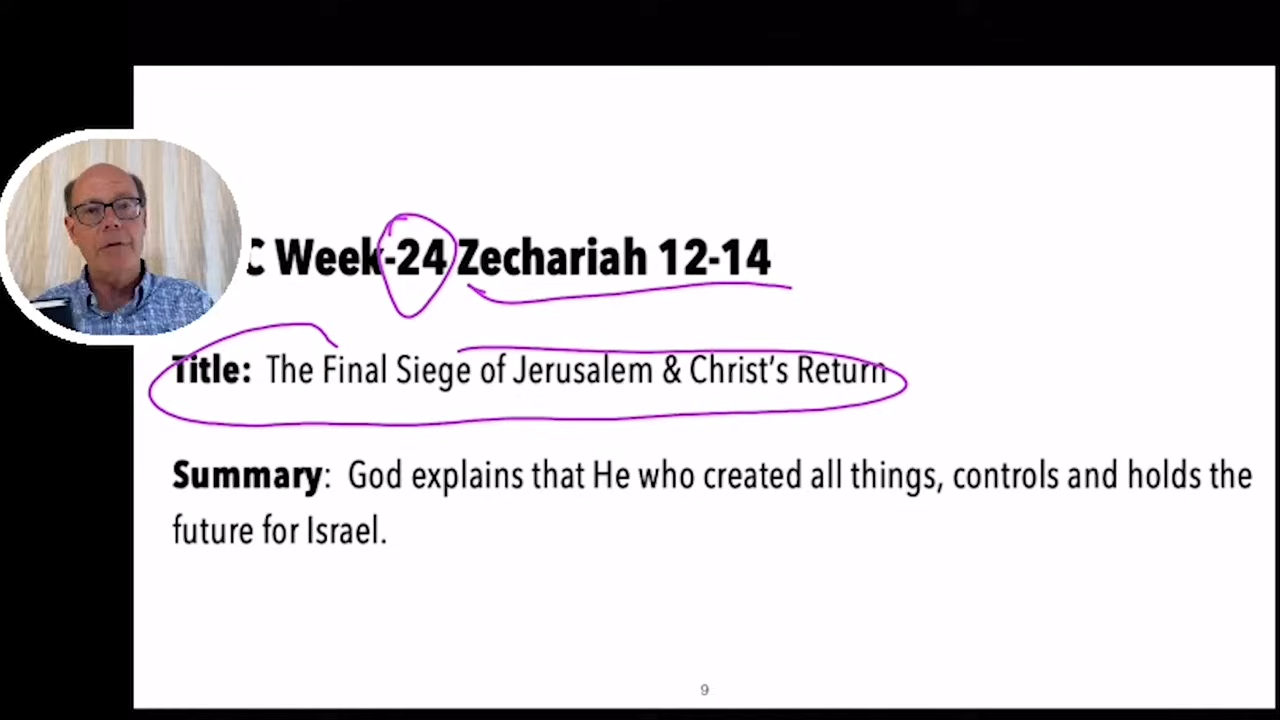 C Week-24 Zechariah 12-14
Title: The Final Siege of Jerusalem & Christ's Return
Summary: God explains that He who created all things, controls and holds the
future for Israel.
9